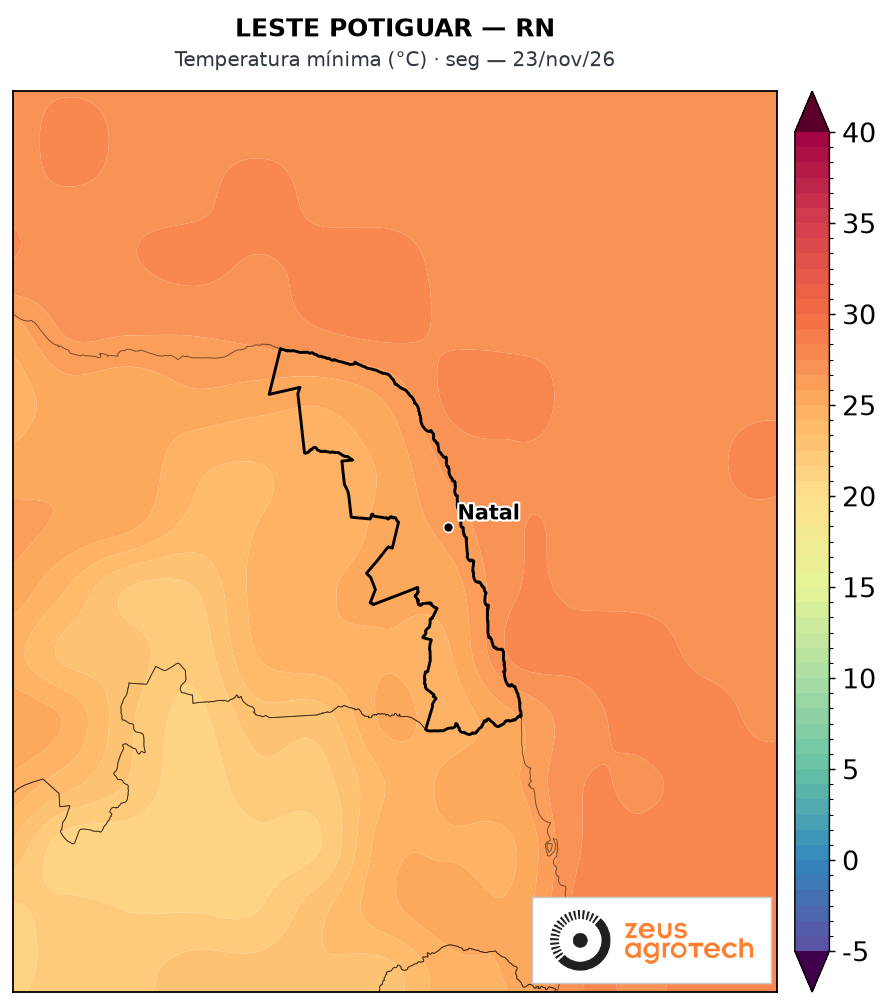 LESTE POTIGUAR — RN
Temperatura mínima (°C) · seg — 23/nov/26
40
35
30
25
20
15
10
5
0
-5
Natal
zeus
agrotech